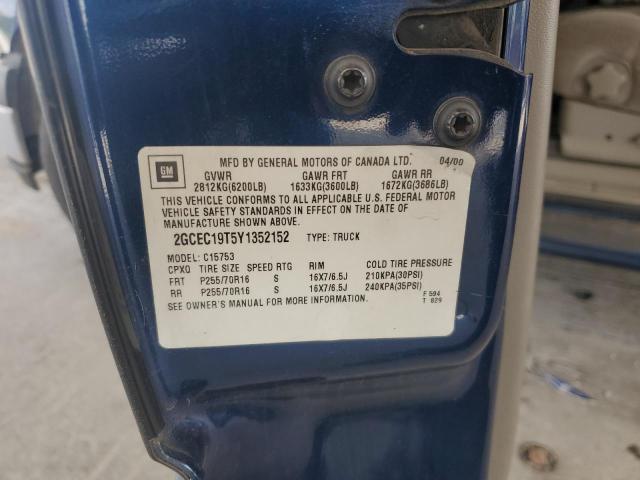 GM
MFD BY GENERAL MOTORS OF CANADA LTD. 04/00
GVWR GAWR FRT GAWR RR
2812KG(6200LB) 1633KG(3600LB) 1672KG(3686LB)
THIS VEHICLE CONFORMS TO ALL APPLICABLE U.S. FEDERAL MOTOR
VEHICLE SAFETY STANDARDS IN EFFECT ON THE DATE OF
MANUFACTURE SHOWN ABOVE.
2GCEC19T5Y1352152 TYPE: TRUCK
MODEL: C15753
CPXQ TIRE SIZE SPEED RTG RIM COLD TIRE PRESSURE
FRT P255/70R16 S 16X7/6.5J 210KPA(30PSI)
RR P255/70R16 S 16X7/6.5J 240KPA(35PSI)
SEE OWNER'S MANUAL FOR MORE INFORMATION.
F 594
T 829